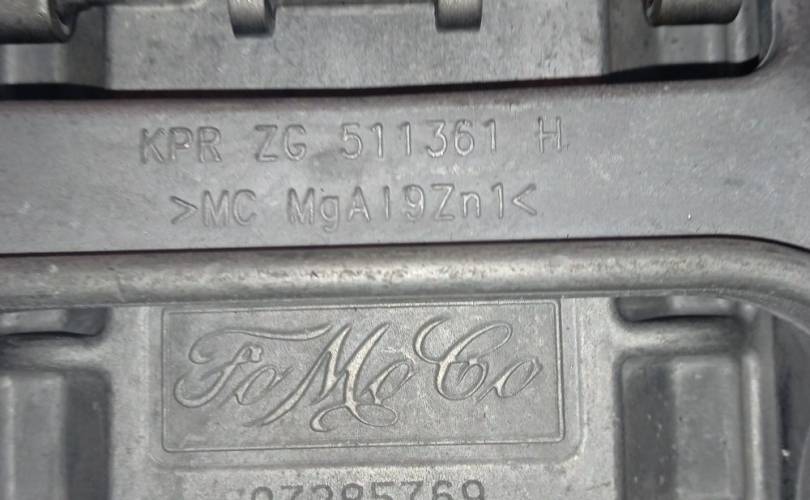 KPR ZG 511361 H
>MC MgAl9Zn1<
FoMoCo